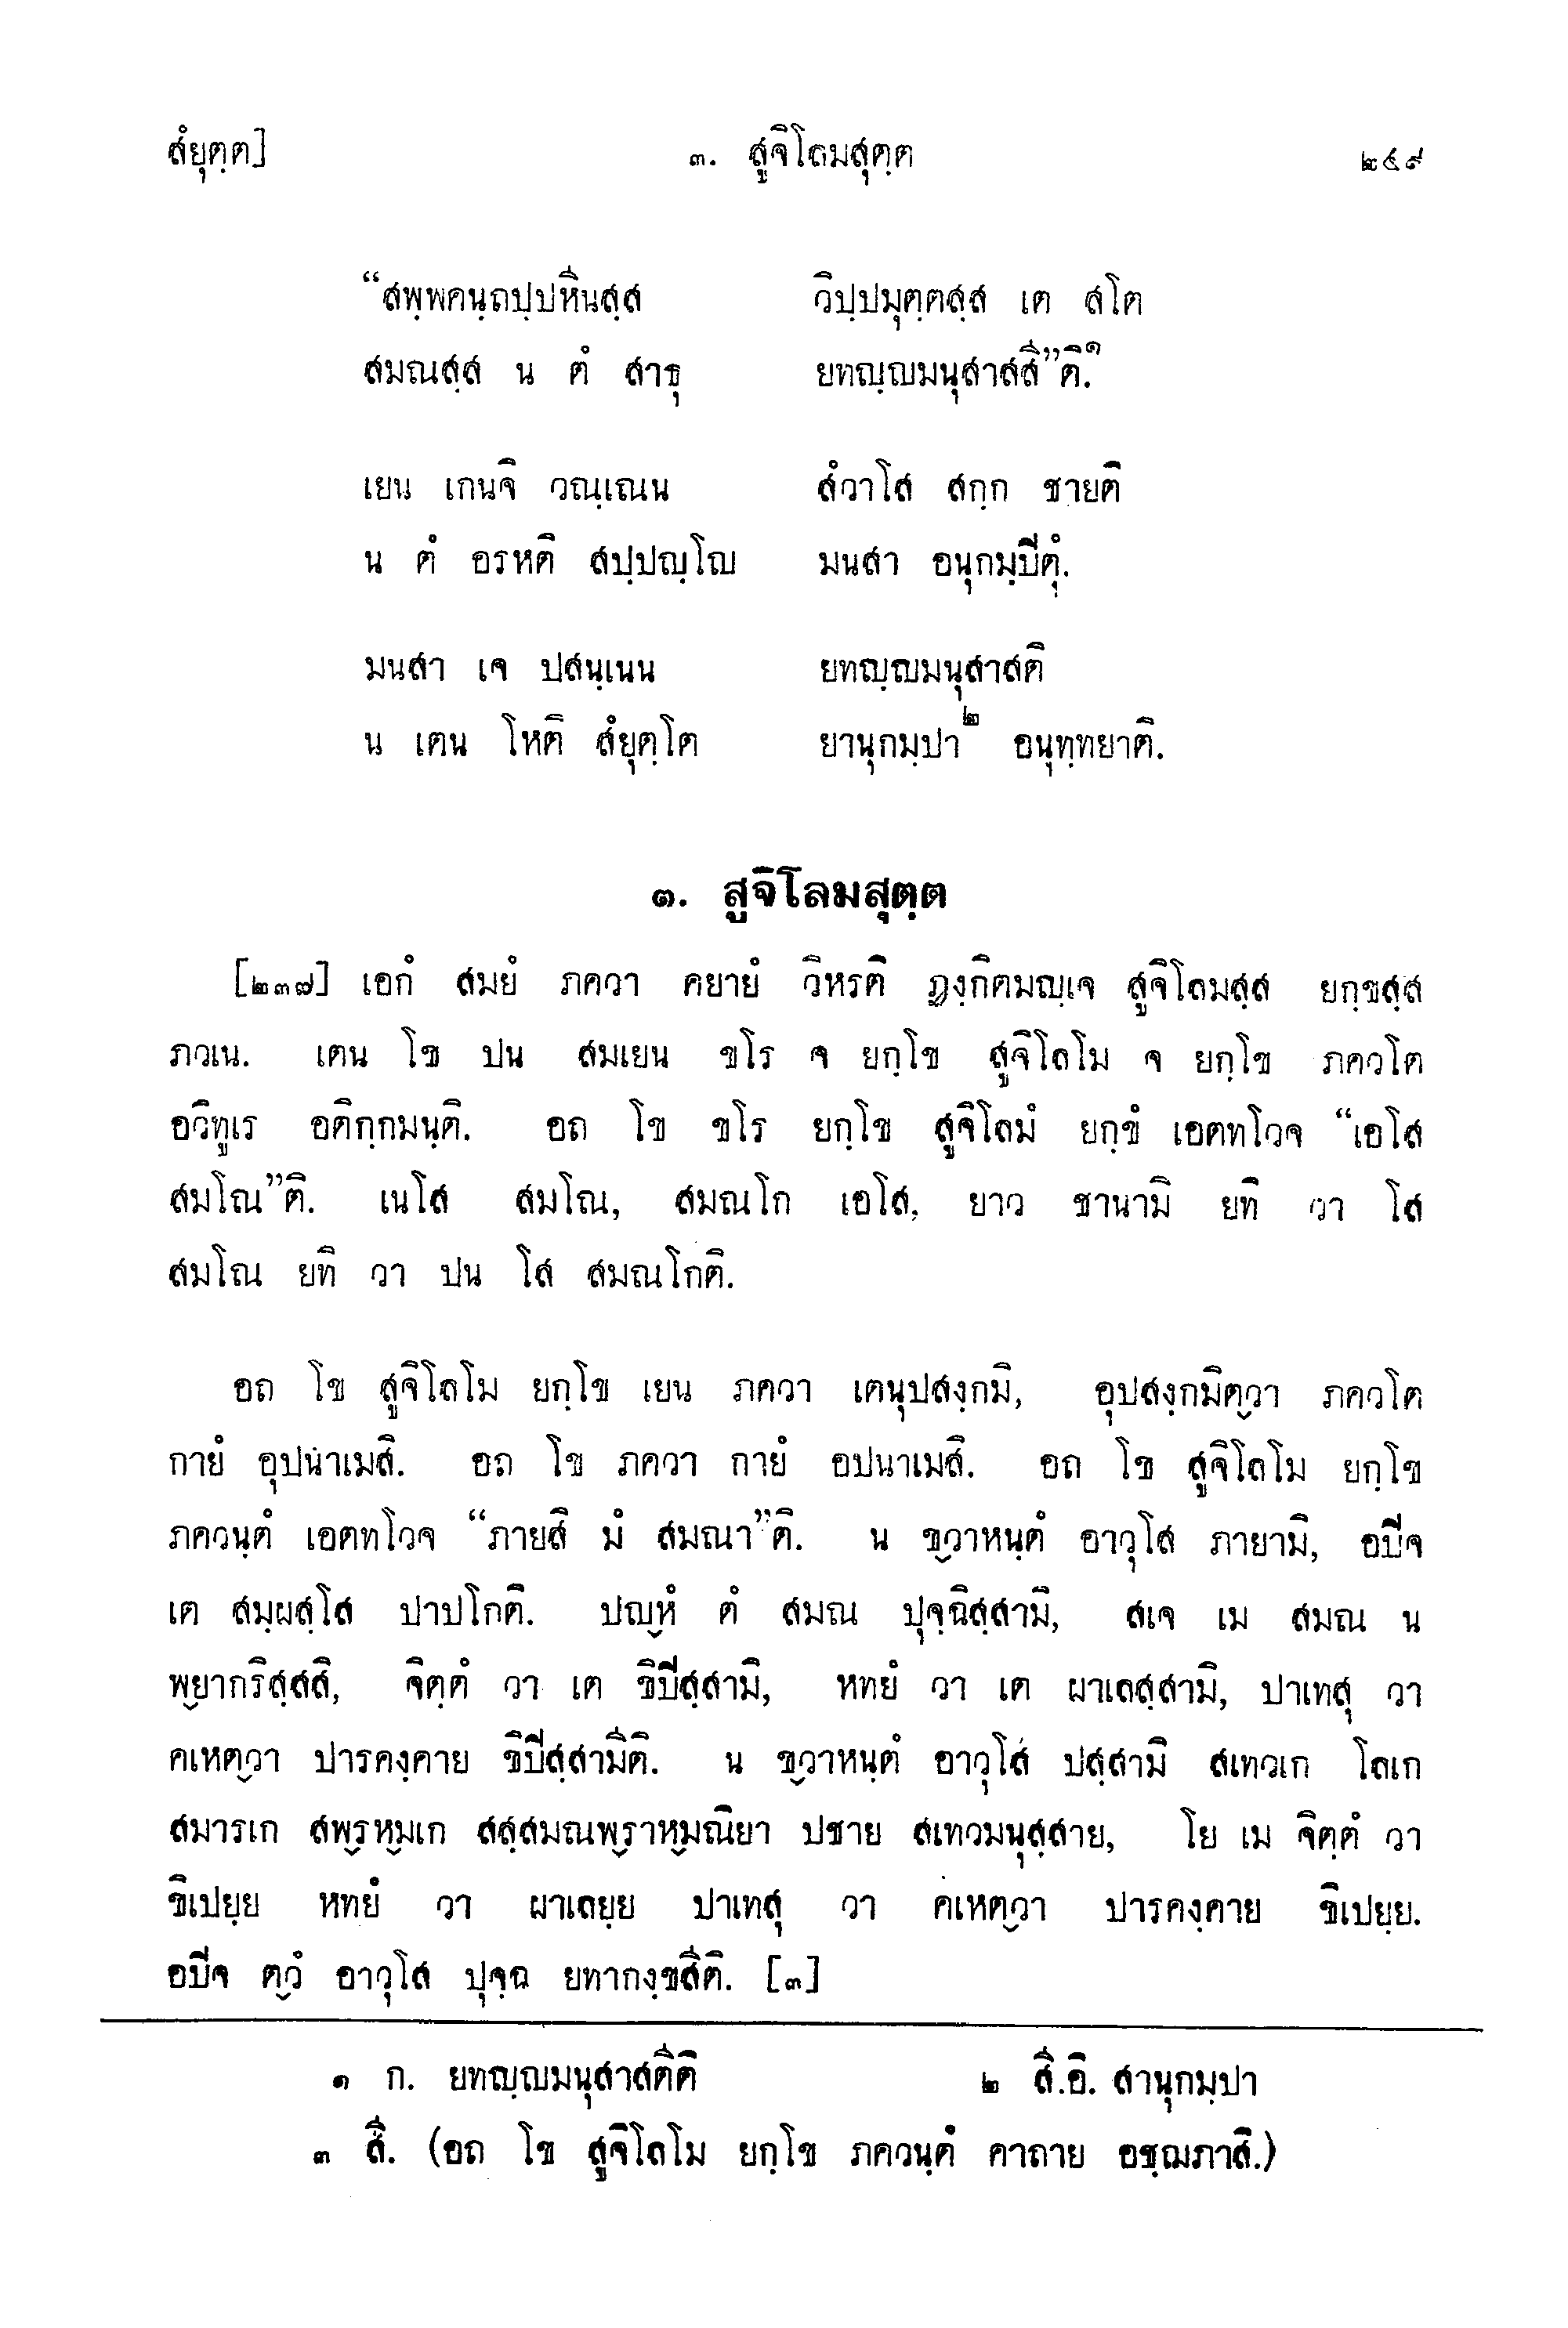 สํยุตฺต] ๓. สูจิโลมสุตฺต ๒๔๙
“สพฺพคนฺถปฺปหีนสฺส วิปฺปมุตฺตสฺส เต สโต
สมณสฺส น ตํ สาธุ ยทญฺญมนุสาสสี”ติ.๑
เยน เกนจิ วณฺเณน สํวาโส สกฺก ชายติ
น ตํ อรหติ สปฺปญฺโญ มนสา อนุกมฺปิตุํ.
มนสา เจ ปสนฺเนน ยทญฺญมนุสาสติ
น เตน โหติ สํยุตฺโต ยานุกมฺปา๒ อนุทฺทยาติ.
๓. สูจิโลมสุตฺต
[๒๓๗] เอกํ สมยํ ภควา คยายํ วิหรติ ฏงฺกิตมญฺเจ สูจิโลมสฺส ยกฺขสฺส
ภวเน. เตน โข ปน สมเยน ขโร จ ยกฺโข สูจิโลโม จ ยกฺโข ภควโต
อวิทูเร อติกฺกมนฺติ. อถ โข ขโร ยกฺโข สูจิโลมํ ยกฺขํ เอตทโวจ “เอโส
สมโณ”ติ. เนโส สมโณ, สมณโก เอโส, ยาว ชานามิ ยทิ วา โส
สมโณ ยทิ วา ปน โส สมณโกติ.
อถ โข สูจิโลโม ยกฺโข เยน ภควา เตนุปสงฺกมิ, อุปสงฺกมิตฺวา ภควโต
กายํ อุปนาเมสิ. อถ โข ภควา กายํ อปนาเมสิ. อถ โข สูจิโลโม ยกฺโข
ภควนฺตํ เอตทโวจ “ภายสิ มํ สมณา”ติ. น ขฺวาหนฺตํ อาวุโส ภายามิ, อปิจ
เต สมฺผสฺโส ปาปโกติ. ปญฺหํ ตํ สมณ ปุจฺฉิสฺสามิ, สเจ เม สมณ น
พฺยากริสฺสสิ, จิตฺตํ วา เต ขิปิสฺสามิ, หทยํ วา เต ผาเลสฺสามิ, ปาเทสุ วา
คเหตฺวา ปารคงฺคาย ขิปิสฺสามีติ. น ขฺวาหนฺตํ อาวุโส ปสฺสามิ สเทวเก โลเก
สมารเก สพฺรหฺมเก สสฺสมณพฺราหฺมณิยา ปชาย สเทวมนุสฺสาย, โย เม จิตฺตํ วา
ขิเปยฺย หทยํ วา ผาเลยฺย ปาเทสุ วา คเหตฺวา ปารคงฺคาย ขิเปยฺย.
อปิจ ตฺวํ อาวุโส ปุจฺฉ ยทากงฺขสีติ. [๓]
๑ ก. ยทญฺญมนุสาสตีติ ๒ สี.อิ. สานุกมฺปา
๓ สี. (อถ โข สูจิโลโม ยกฺโข ภควนฺตํ คาถาย อชฺฌภาสิ.)